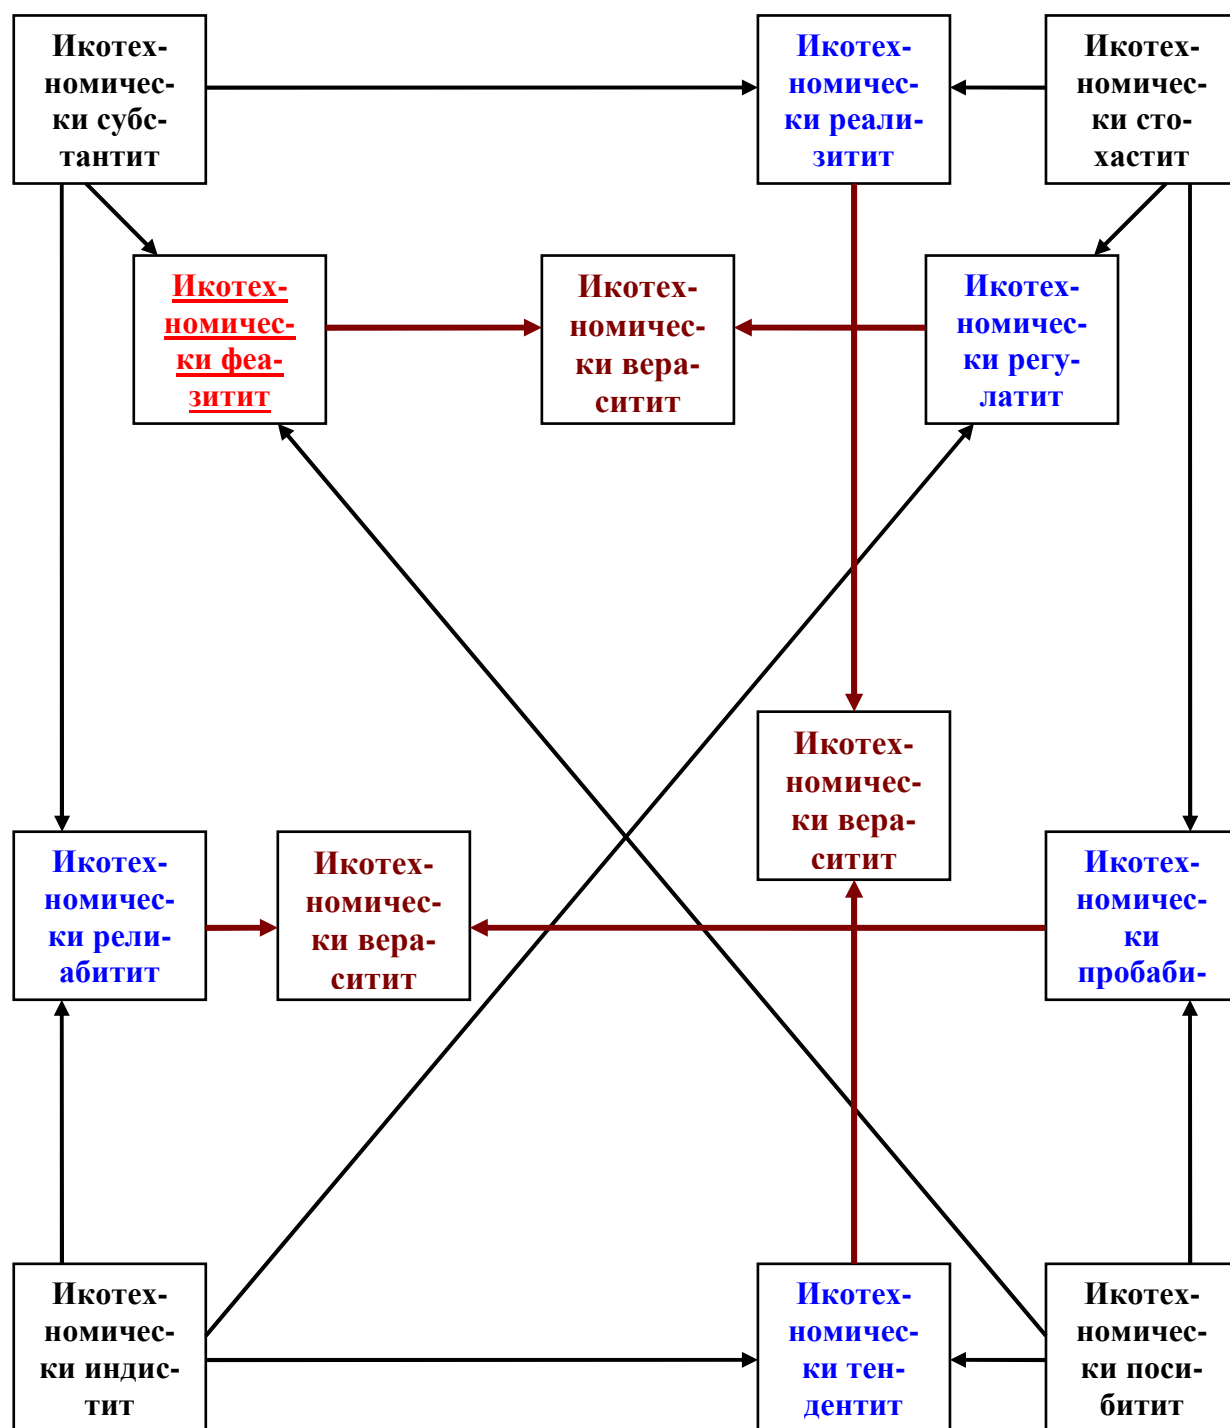 Икотех-
номичес-
ки субс-
тантит
Икотех-
номичес-
ки реали-
зитит
Икотех-
номичес-
ки сто-
хастит
Икотех-
номичес-
ки феа-
зитит
Икотех-
номичес-
ки вера-
ситит
Икотех-
номичес-
ки регу-
латит
Икотех-
номичес-
ки вера-
ситит
Икотех-
номичес-
ки рели-
абитит
Икотех-
номичес-
ки вера-
ситит
Икотех-
номичес-
ки
пробаби-
Икотех-
номичес-
ки индис-
тит
Икотех-
номичес-
ки тен-
дентит
Икотех-
номичес-
ки поси-
битит